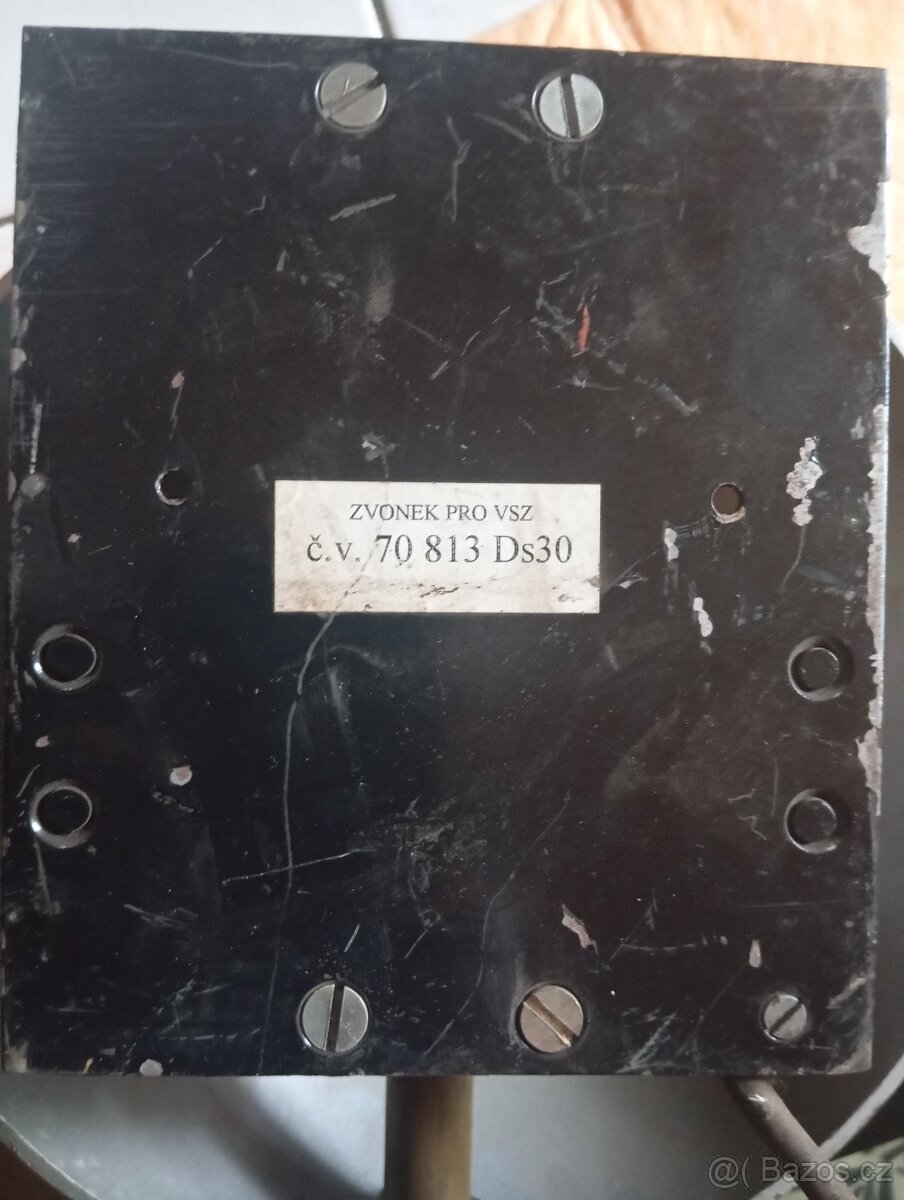 ZVONEK PRO VSZ
č.v. 70 813 Ds30
@( Bazos.cz